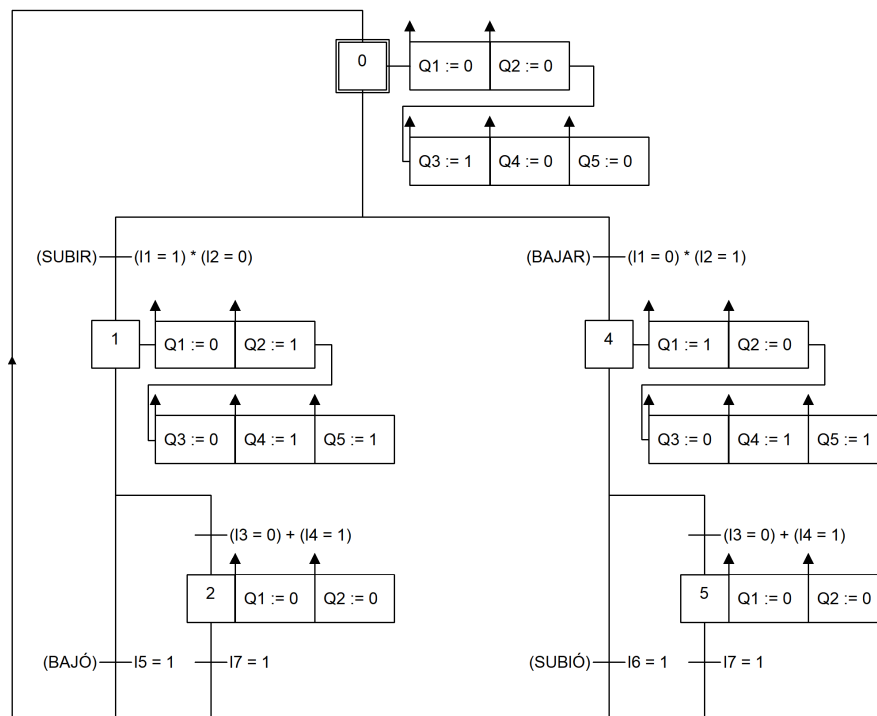 0
Q1 := 0 Q2 := 0
Q3 := 1 Q4 := 0 Q5 := 0
(SUBIR) (I1 = 1) * (I2 = 0) (BAJAR) (I1 = 0) * (I2 = 1)
1 Q1 := 0 Q2 := 1 4 Q1 := 1 Q2 := 0
Q3 := 0 Q4 := 1 Q5 := 1 Q3 := 0 Q4 := 1 Q5 := 1
(I3 = 0) + (I4 = 1) (I3 = 0) + (I4 = 1)
2 Q1 := 0 Q2 := 0 5 Q1 := 0 Q2 := 0
(BAJÓ) I5 = 1 I7 = 1 (SUBIÓ) I6 = 1 I7 = 1